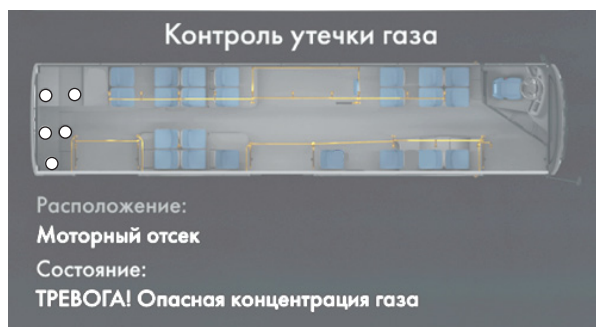 Контроль утечки газа
Расположение:
Моторный отсек
Состояние:
ТРЕВОГА! Опасная концентрация газа